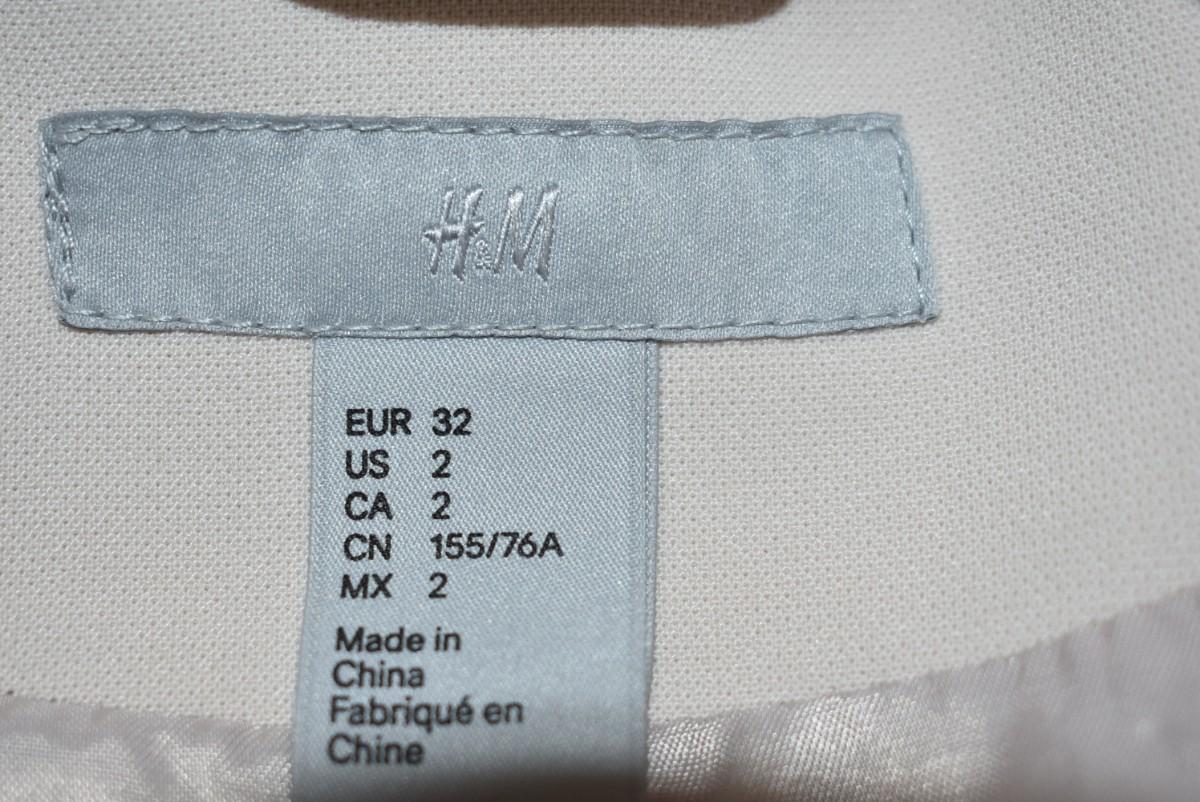 H&M
EUR 32
US 2
CA 2
CN 155/76A
MX 2
Made in
China
Fabriqué en
Chine